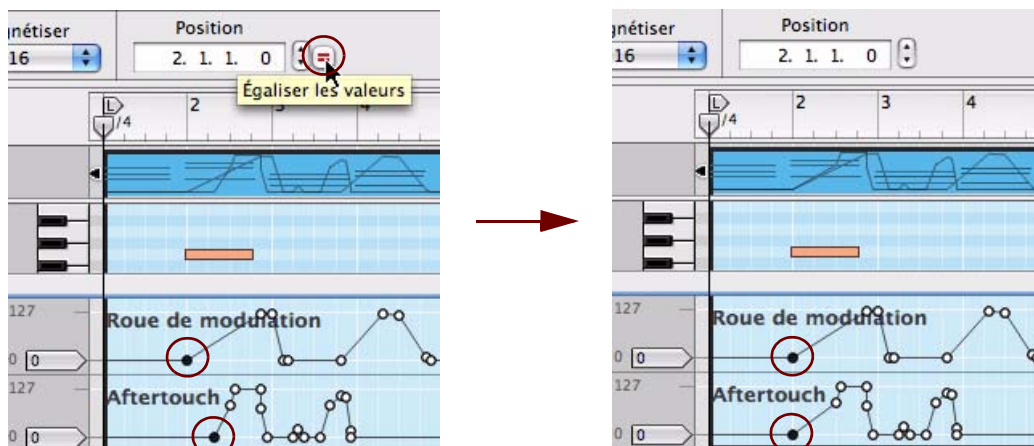 nétiser
Position
16
2. 1. 1. 0
Égaliser les valeurs
L
2
3
4
/4
127
Roue de modulation
0
0
127
Aftertouch
0
0
gnétiser
Position
16
2. 1. 1. 0
L
2
3
4
/4
127
Roue de modulation
0
0
127
Aftertouch
0
0